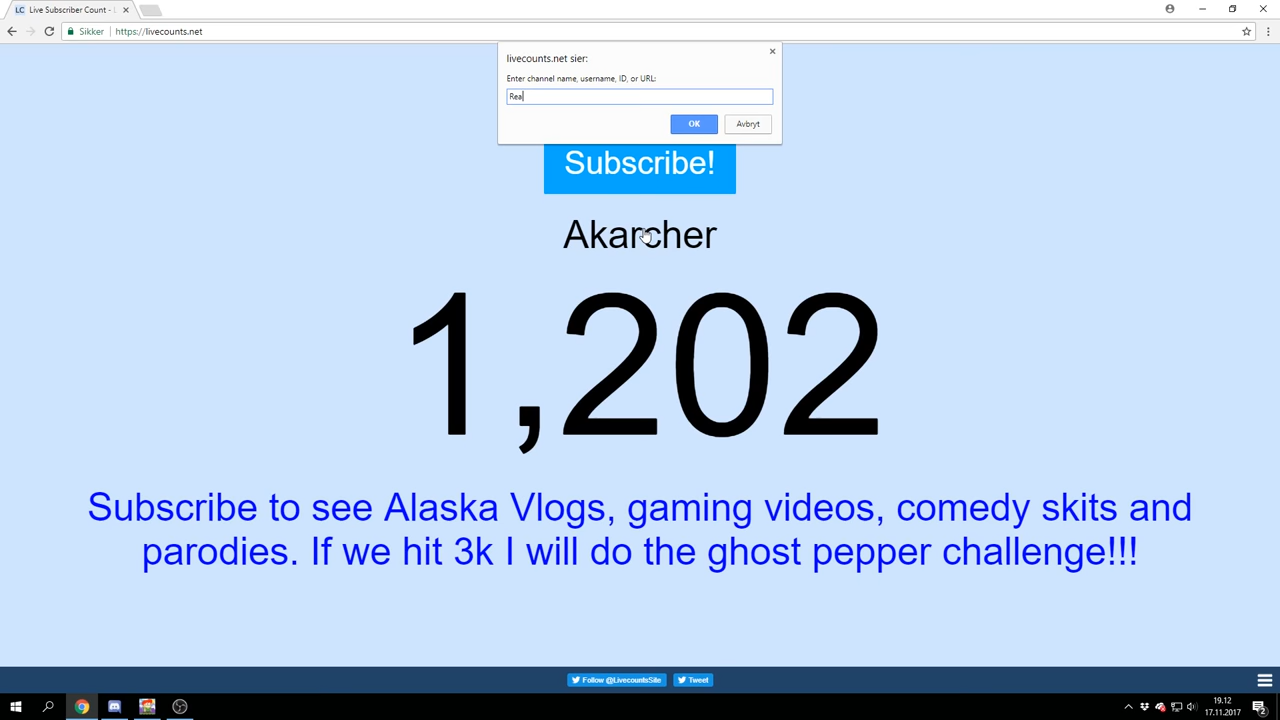 Live Subscriber Count - L
Sikker
https://livecounts.net
livecounts.net sier:
Enter channel name, username, ID, or URL:
Rea
OK
Avbryt
Subscribe!
Akarcher
1,202
Subscribe to see Alaska Vlogs, gaming videos, comedy skits and
parodies. If we hit 3k I will do the ghost pepper challenge!!!
Follow @LivecountsSite
Tweet
19.12
17.11.2017
2